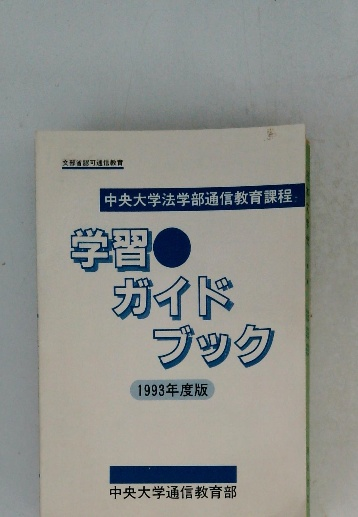 文部省認可通信教育
中央大学法学部通信教育課程
学習●
ガイド
ブック
1993年度版
中央大学通信教育部